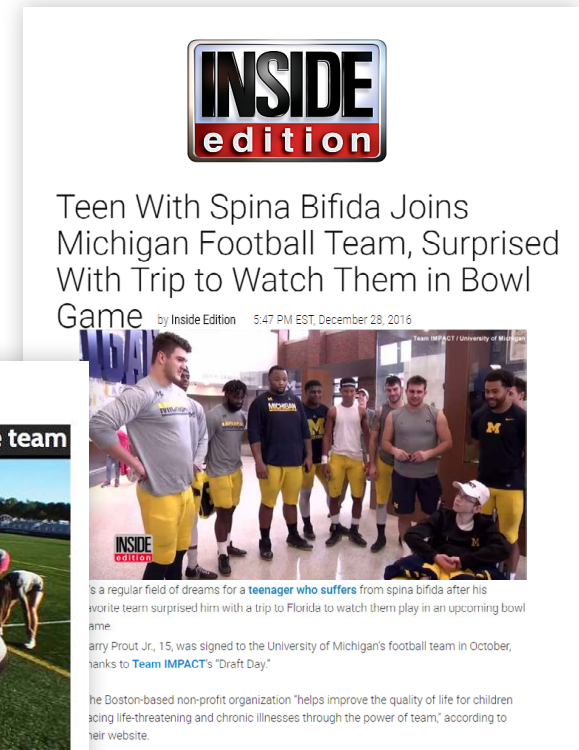 INSIDE
edition
Teen With Spina Bifida Joins
Michigan Football Team, Surprised
With Trip to Watch Them in Bowl
Game by Inside Edition 5:47 PM EST, December 28, 2016
Team IMPACT / University of Michigan
MICHIGAN
M
M
M
INSIDE
edition
team
's a regular field of dreams for a teenager who suffers from spina bifida after his
avorite team surprised him with a trip to Florida to watch them play in an upcoming bowl
ame
arry Prout Jr., 15, was signed to the University of Michigan's football team in October,
hanks to Team IMPACT's "Draft Day."
he Boston-based non-profit organization "helps improve the quality of life for children
acing life-threatening and chronic illnesses through the power of team," according to
heir website.